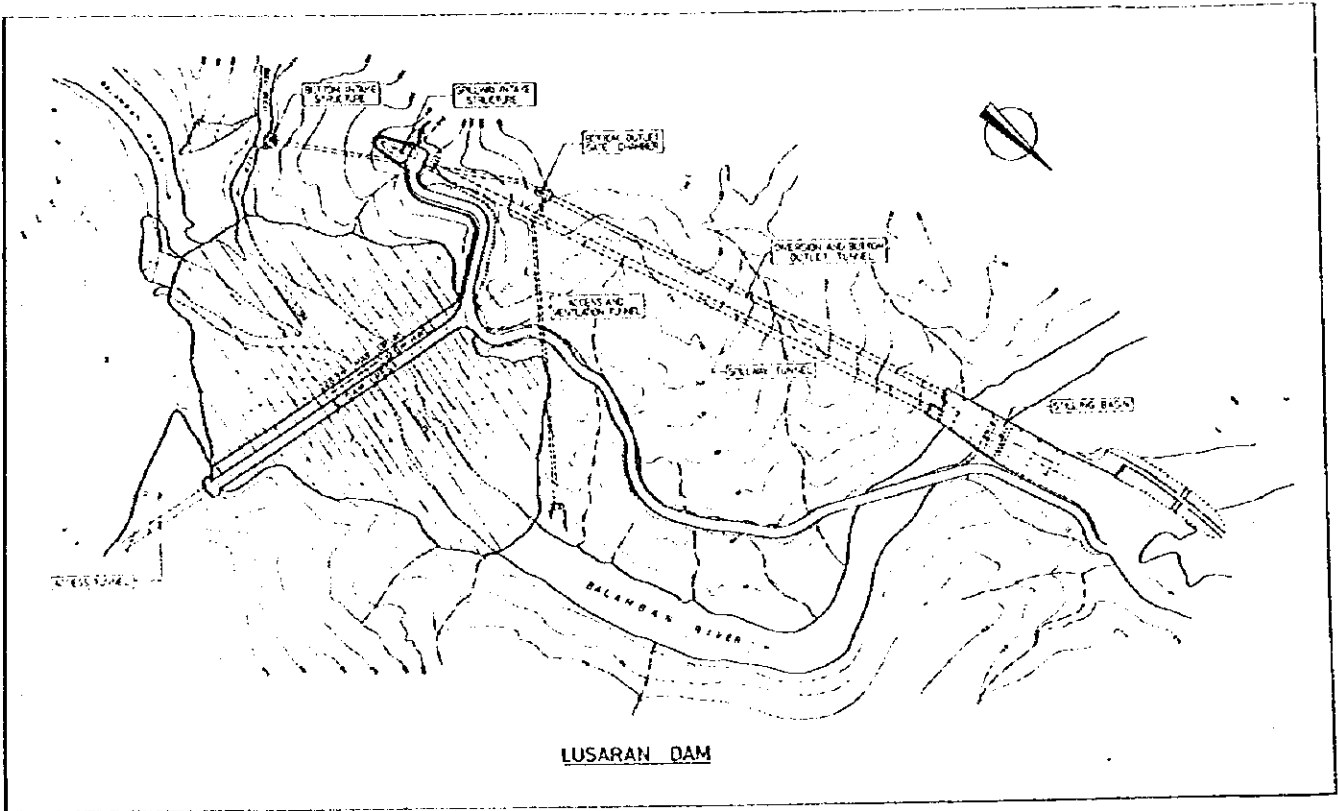 BOTTOM INTAKE
STRUCTURE
SPILLWAY INTAKE
STRUCTURE
BOTTOM OUTLET
GATE CHAMBER
DIVERSION AND BOTTOM
OUTLET TUNNEL
ACCESS AND
VENTILATION TUNNEL
SPILLWAY TUNNEL
STILLING BASIN
ACCESS TUNNEL
BALAMBAN RIVER
LUSARAN DAM